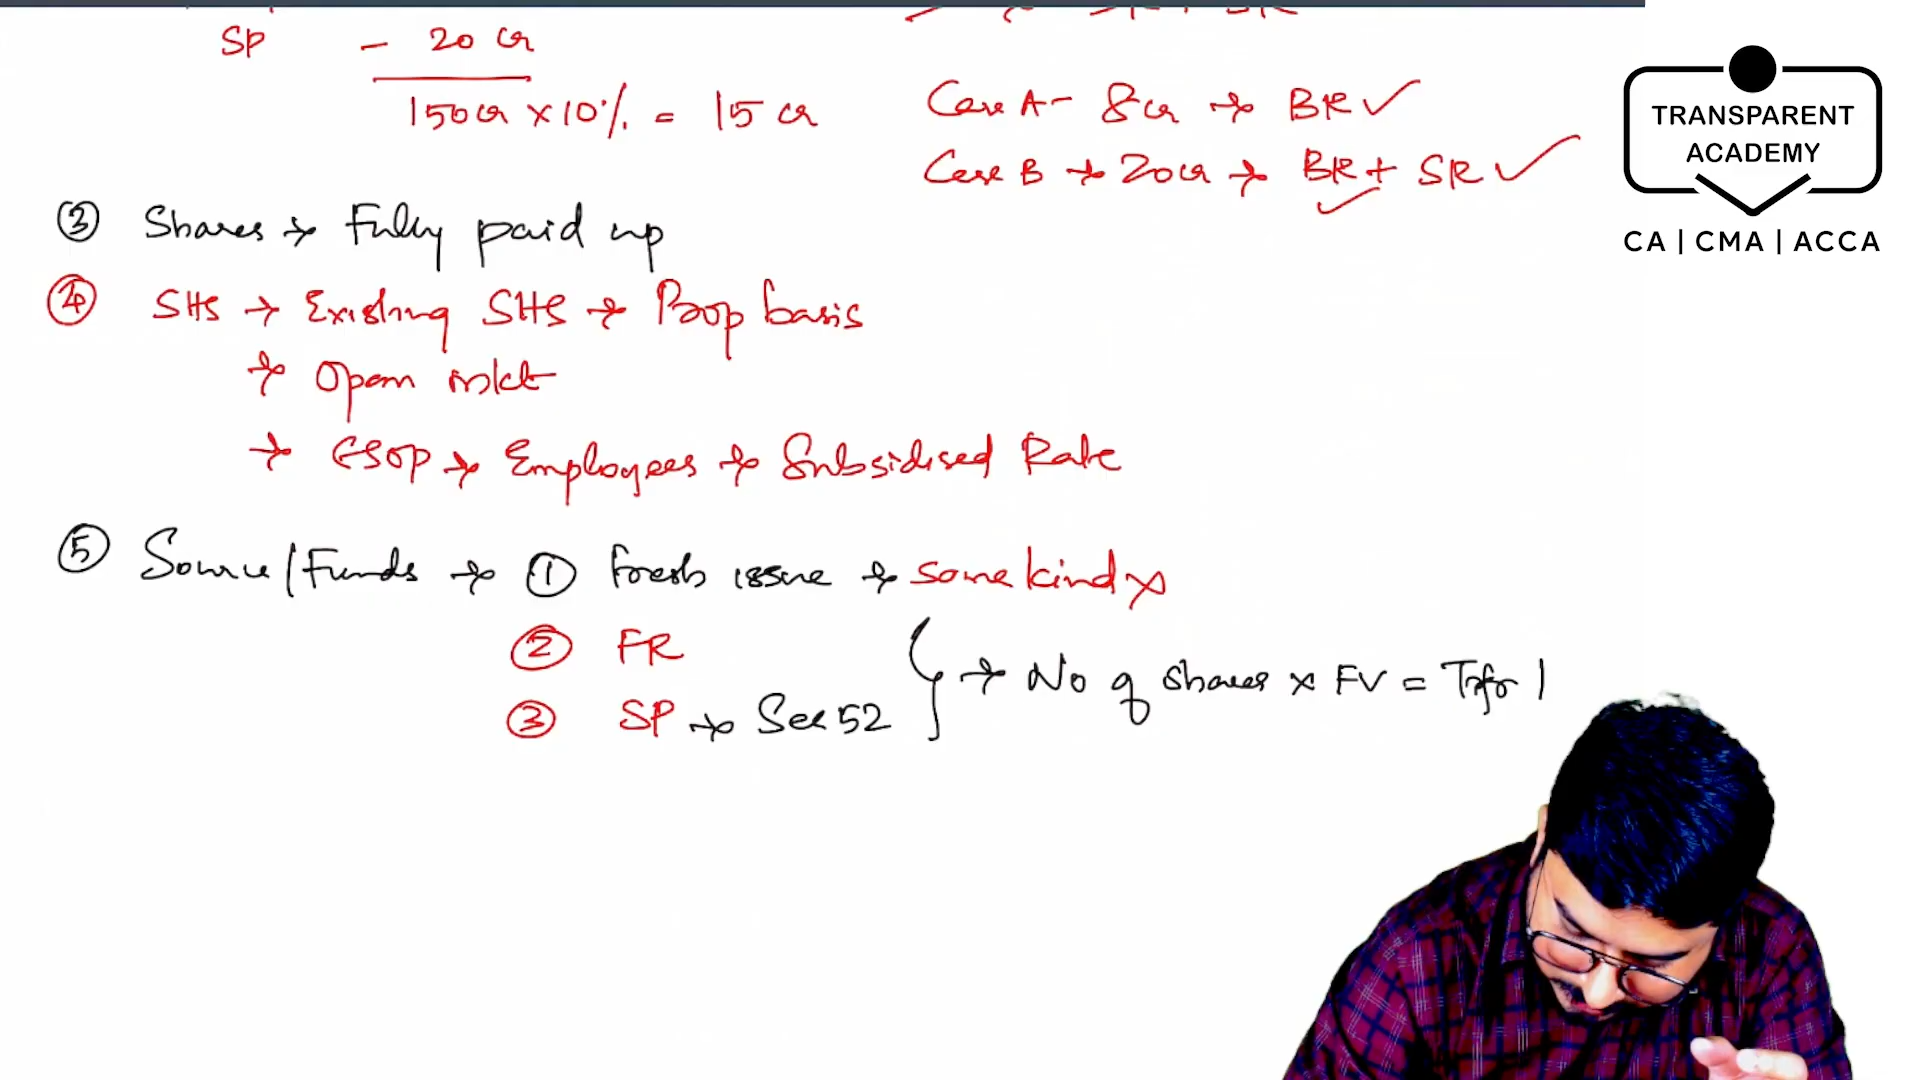 SP - 20 cr
150 cr x 10% = 15 cr
Case A - 8 cr → BR ✓
Case B → 20 cr → BR + SR ✓
③ Shares → Fully paid up
④ SHS → Existing SHS → Prop basis
→ Open mkt
→ ESOP → Employees → Subsidised Rate
⑤ Source/Funds → ① Fresh issue → same kind x
② FR
③ SP → Sec 52
} → No of shares x FV = Trfr
TRANSPARENT
ACADEMY
CA | CMA | ACCA